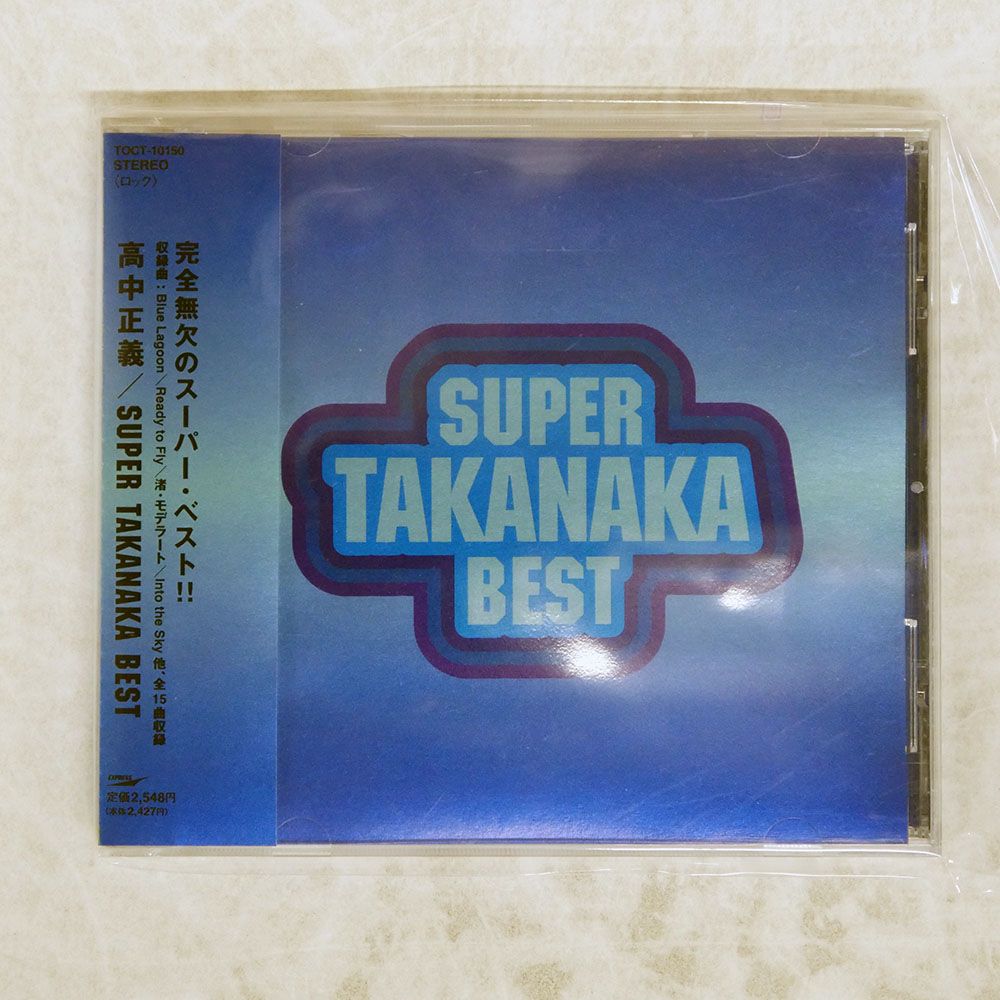 TOCT-10150
STEREO
(ロック)
完全無欠のスーパー・ベスト!!
収録曲:Blue Lagoon/Ready to Fly/渚・モデラート/Into the Sky 他、全15曲収録
高中正義/SUPER TAKANAKA BEST
EXPRESS
定価2,548円
(本体2,427円)
SUPER
TAKANAKA
BEST